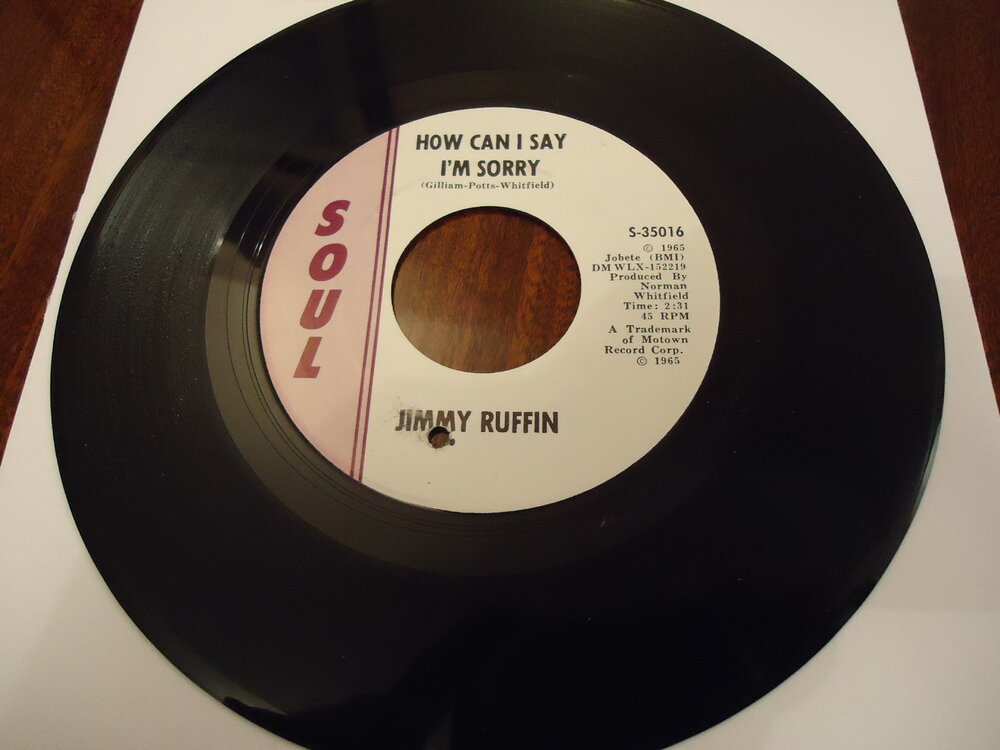 HOW CAN I SAY
I'M SORRY
(Gilliam-Potts-Whitfield)
SOUL
S-35016
© 1965
Jobete (BMI)
DM WLX-152219
Produced By
Norman
Whitfield
Time: 2:31
45 RPM
A Trademark
of Motown
Record Corp.
© 1965
JIMMY RUFFIN